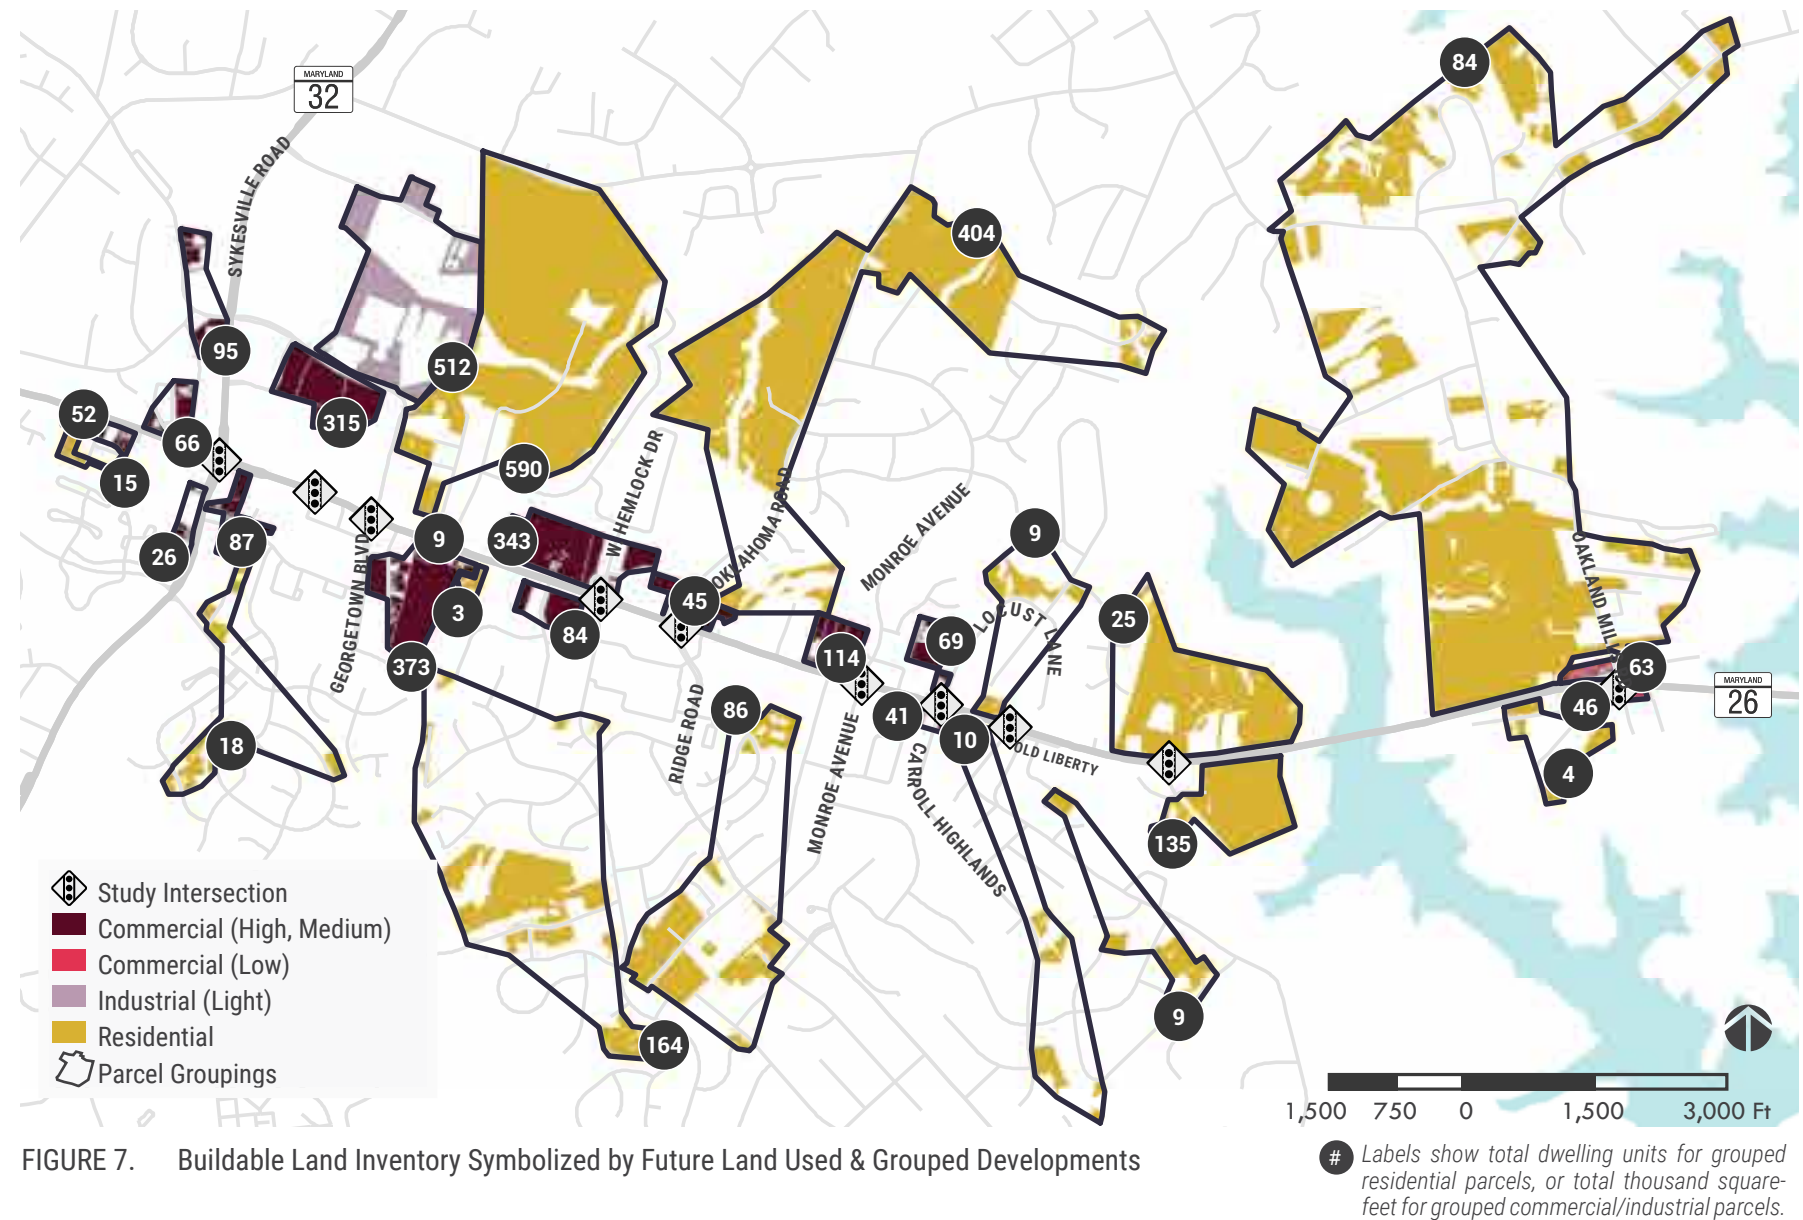 84
MARYLAND
32
SYKESVILLE ROAD
404
95
512
52
315
66
590
15
W HEMLOCK DR
OKLAHOMA ROAD
MONROE AVENUE
26
87
9
343
9
GEORGETOWN BLVD
3
45
84
LOCUST LANE
25
OAKLAND MILL
373
114
69
63
MARYLAND
26
18
RIDGE ROAD
86
MONROE AVENUE
41
10
OLD LIBERTY
46
4
CARROLL HIGHLANDS
135
164
9
Study Intersection
Commercial (High, Medium)
Commercial (Low)
Industrial (Light)
Residential
Parcel Groupings
1,500 750 0 1,500 3,000 Ft
FIGURE 7. Buildable Land Inventory Symbolized by Future Land Used & Grouped Developments
# Labels show total dwelling units for grouped
residential parcels, or total thousand square-
feet for grouped commercial/industrial parcels.